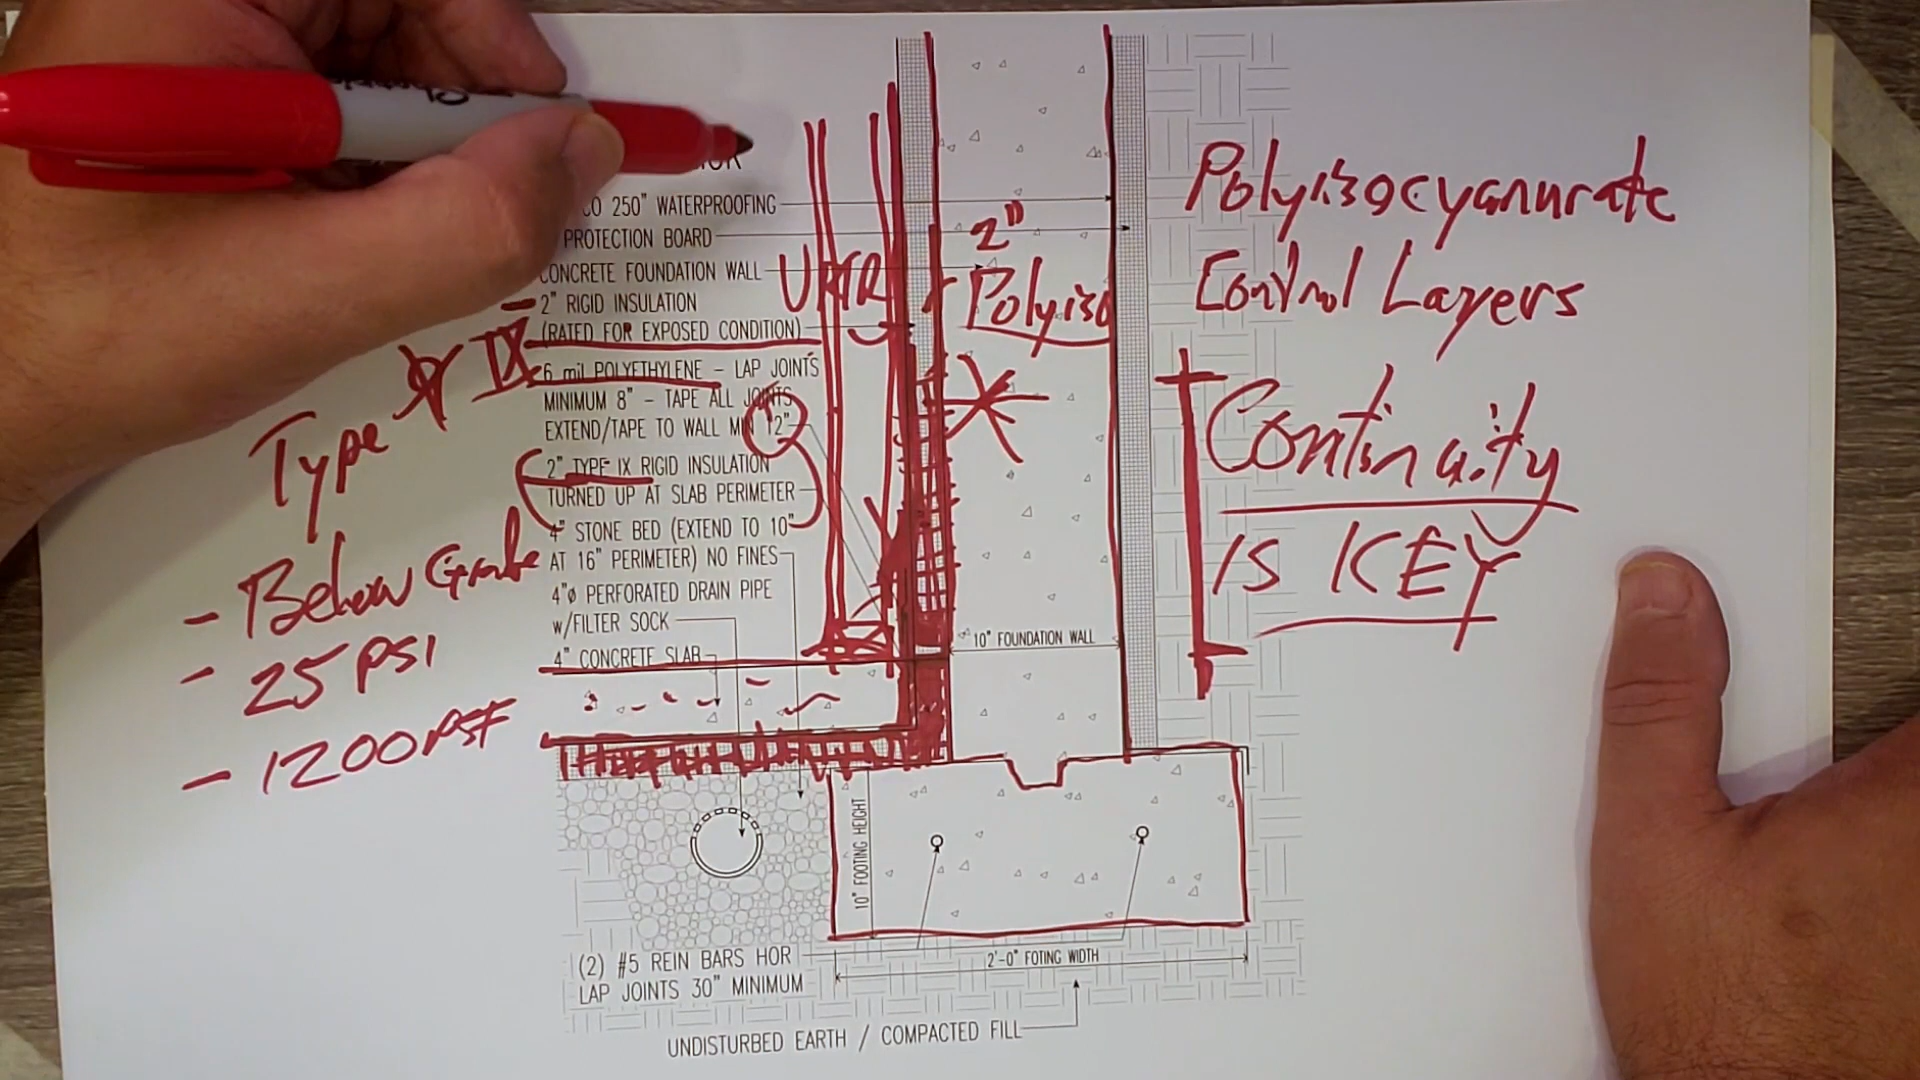 CO 250" WATERPROOFING
PROTECTION BOARD
CONCRETE FOUNDATION WALL
2" RIGID INSULATION
(RATED FOR EXPOSED CONDITION)
6 mil POLYETHYLENE - LAP JOINTS
MINIMUM 8" - TAPE ALL JOINTS
EXTEND/TAPE TO WALL MIN 12"
2" TYPE IX RIGID INSULATION
TURNED UP AT SLAB PERIMETER
4" STONE BED (EXTEND TO 10"
AT 16" PERIMETER) NO FINES
4"ø PERFORATED DRAIN PIPE
w/FILTER SOCK
4" CONCRETE SLAB
Type IX
- Below Grade
- 25 PSI
- 1200 PSF
2"
Polyiso
Polyisocyanurate
Control Layers
Continuity
IS KEY
10" FOUNDATION WALL
10" FOOTING HEIGHT
(2) #5 REIN BARS HOR
LAP JOINTS 30" MINIMUM
2'-0" FOTING WIDTH
UNDISTURBED EARTH / COMPACTED FILL